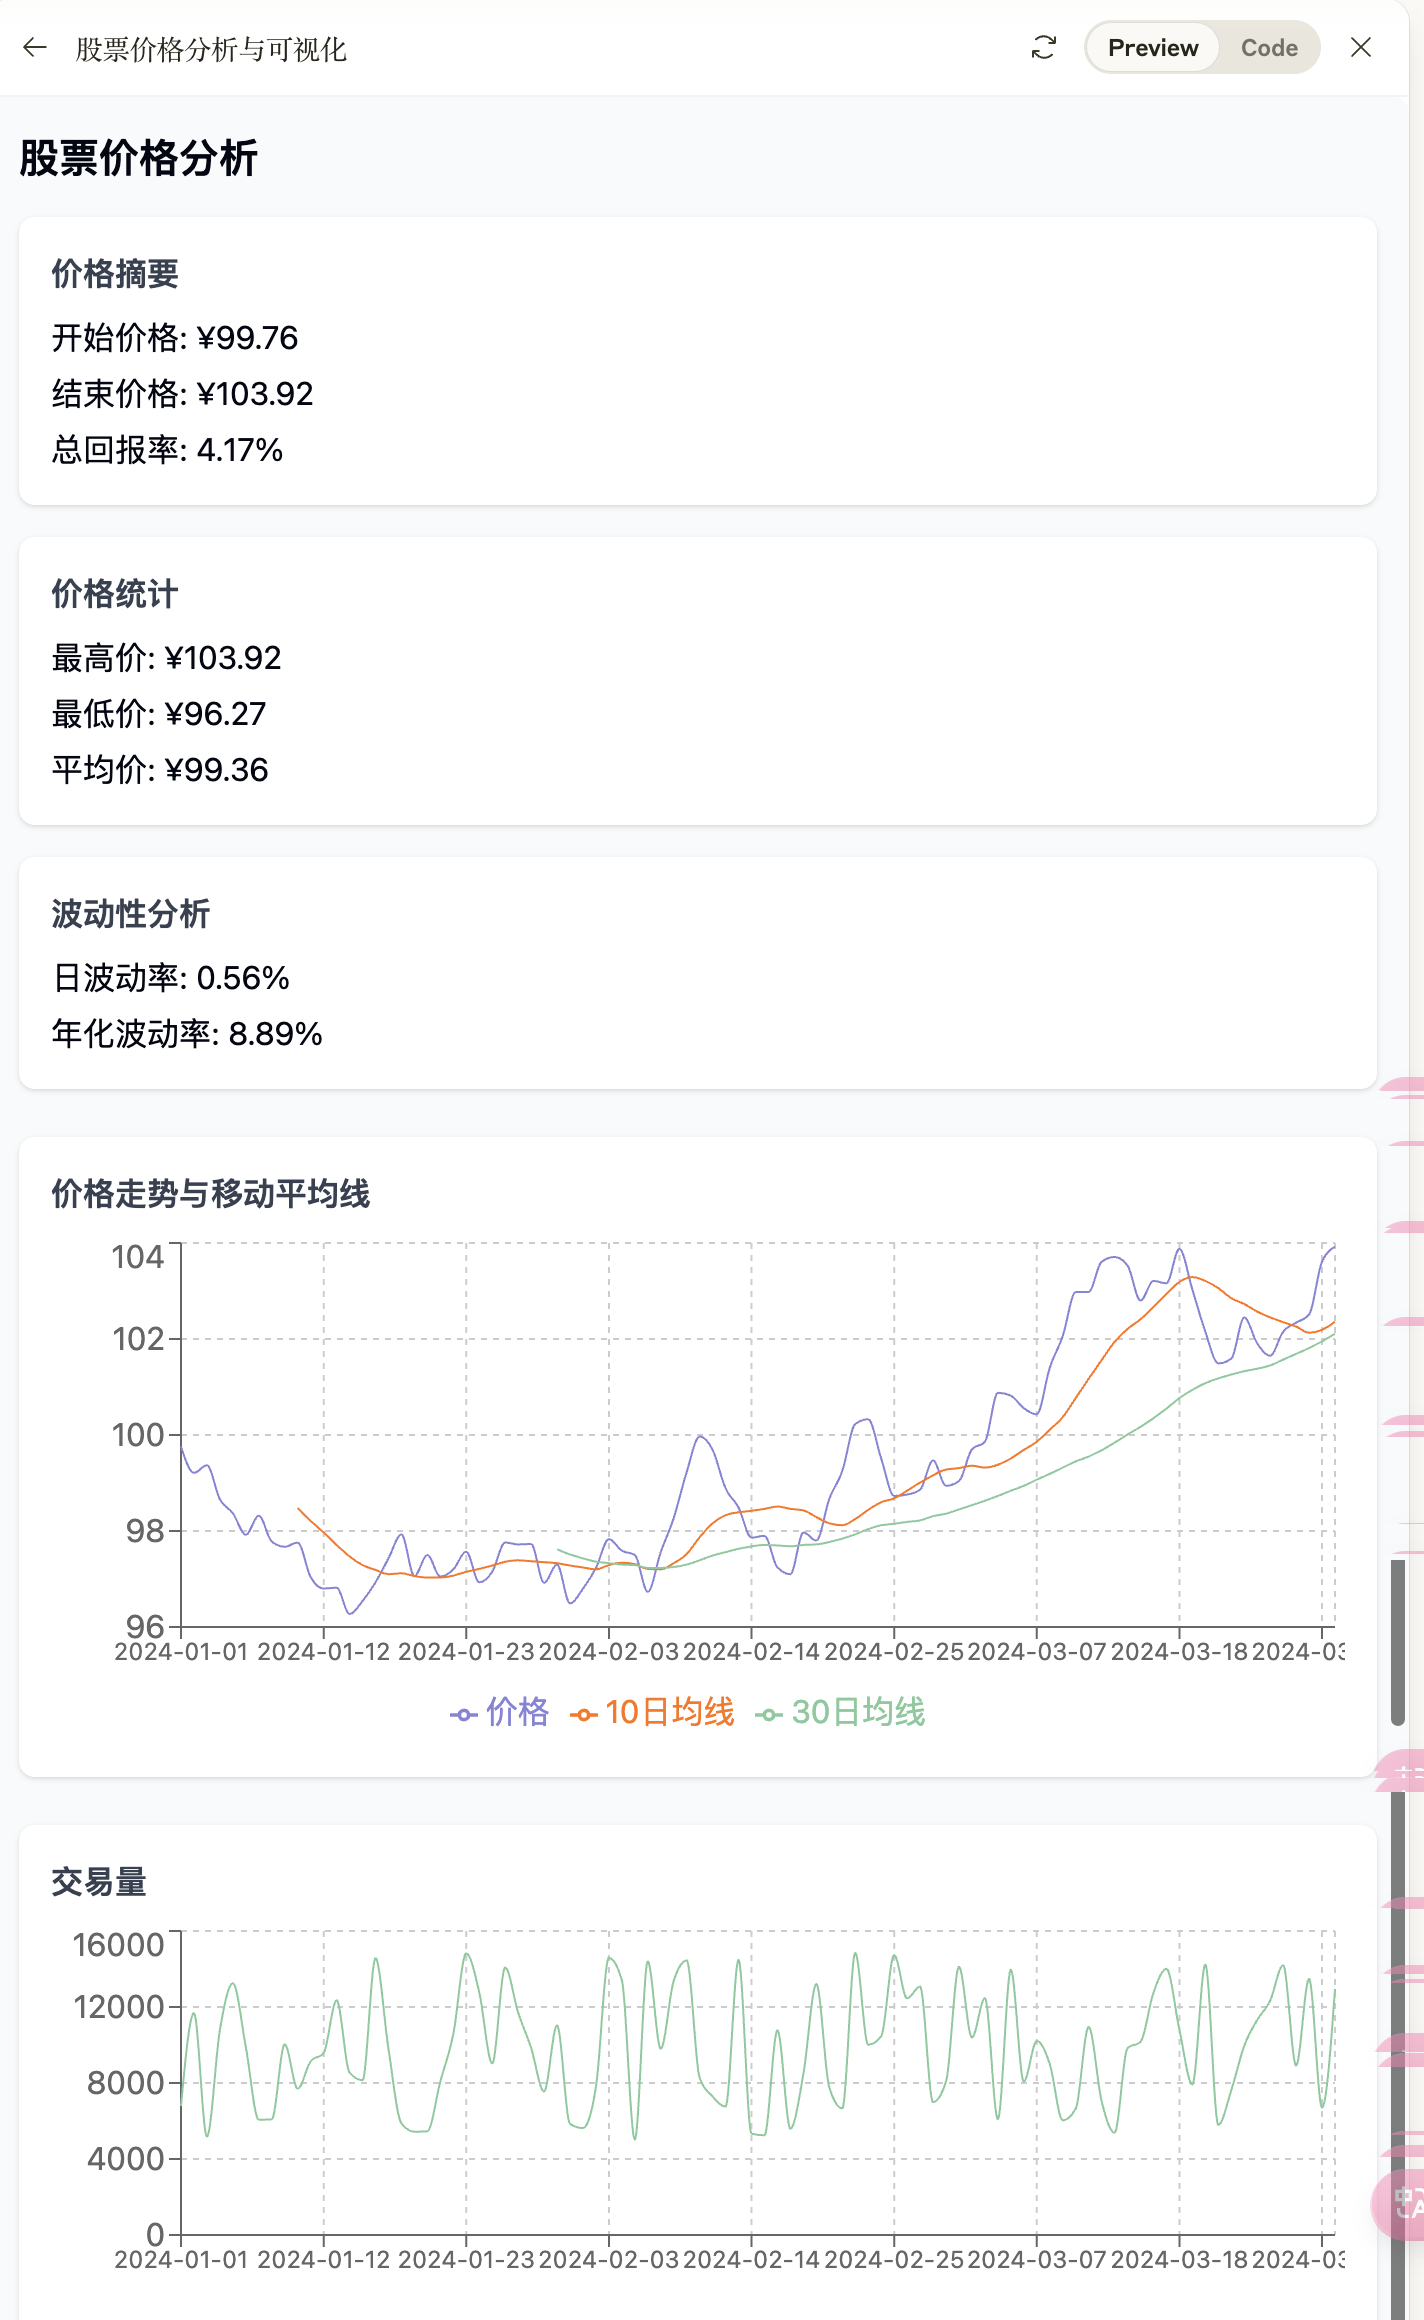 股票价格分析与可视化
Preview
Code
股票价格分析
价格摘要
开始价格: ¥99.76
结束价格: ¥103.92
总回报率: 4.17%
价格统计
最高价: ¥103.92
最低价: ¥96.27
平均价: ¥99.36
波动性分析
日波动率: 0.56%
年化波动率: 8.89%
价格走势与移动平均线
104
102
100
98
96
2024-01-01 2024-01-12 2024-01-23 2024-02-03 2024-02-14 2024-02-25 2024-03-07 2024-03-18 2024-03
价格 10日均线 30日均线
交易量
16000
12000
8000
4000
0
2024-01-01 2024-01-12 2024-01-23 2024-02-03 2024-02-14 2024-02-25 2024-03-07 2024-03-18 2024-03